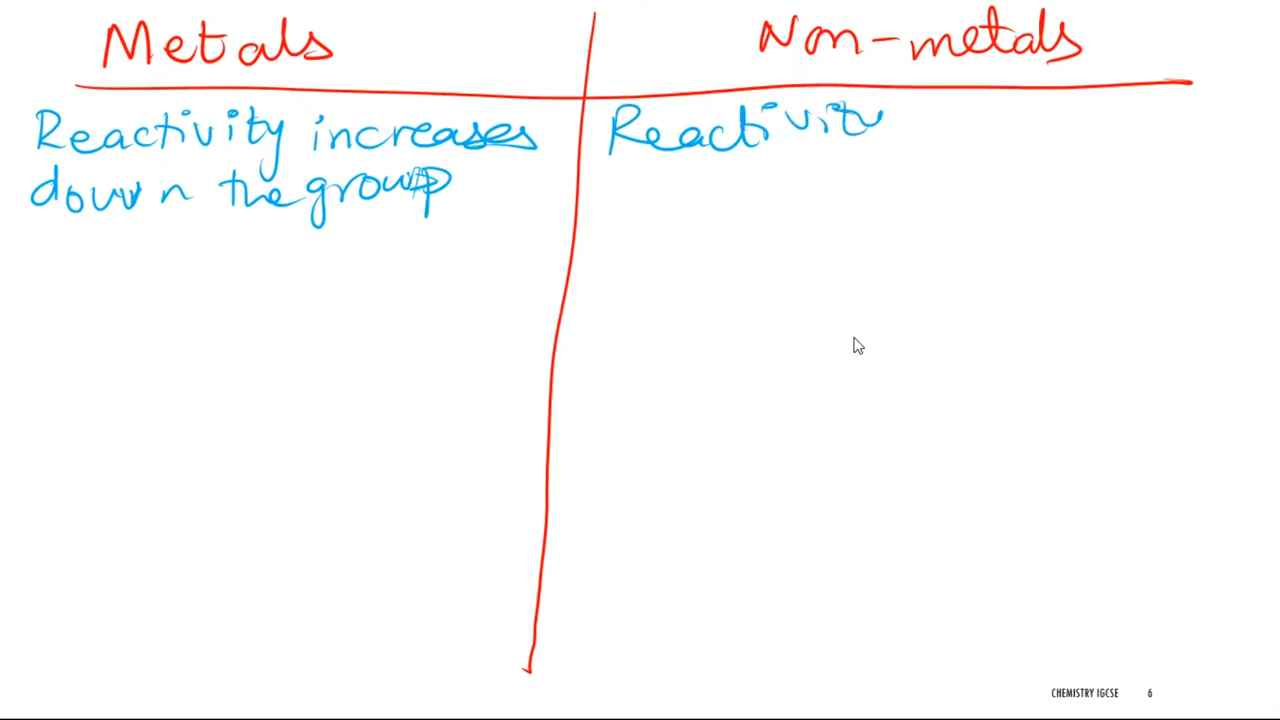 Metals
Non-metals
Reactivity increases
down the group
Reactivity
CHEMISTRY IGCSE 6